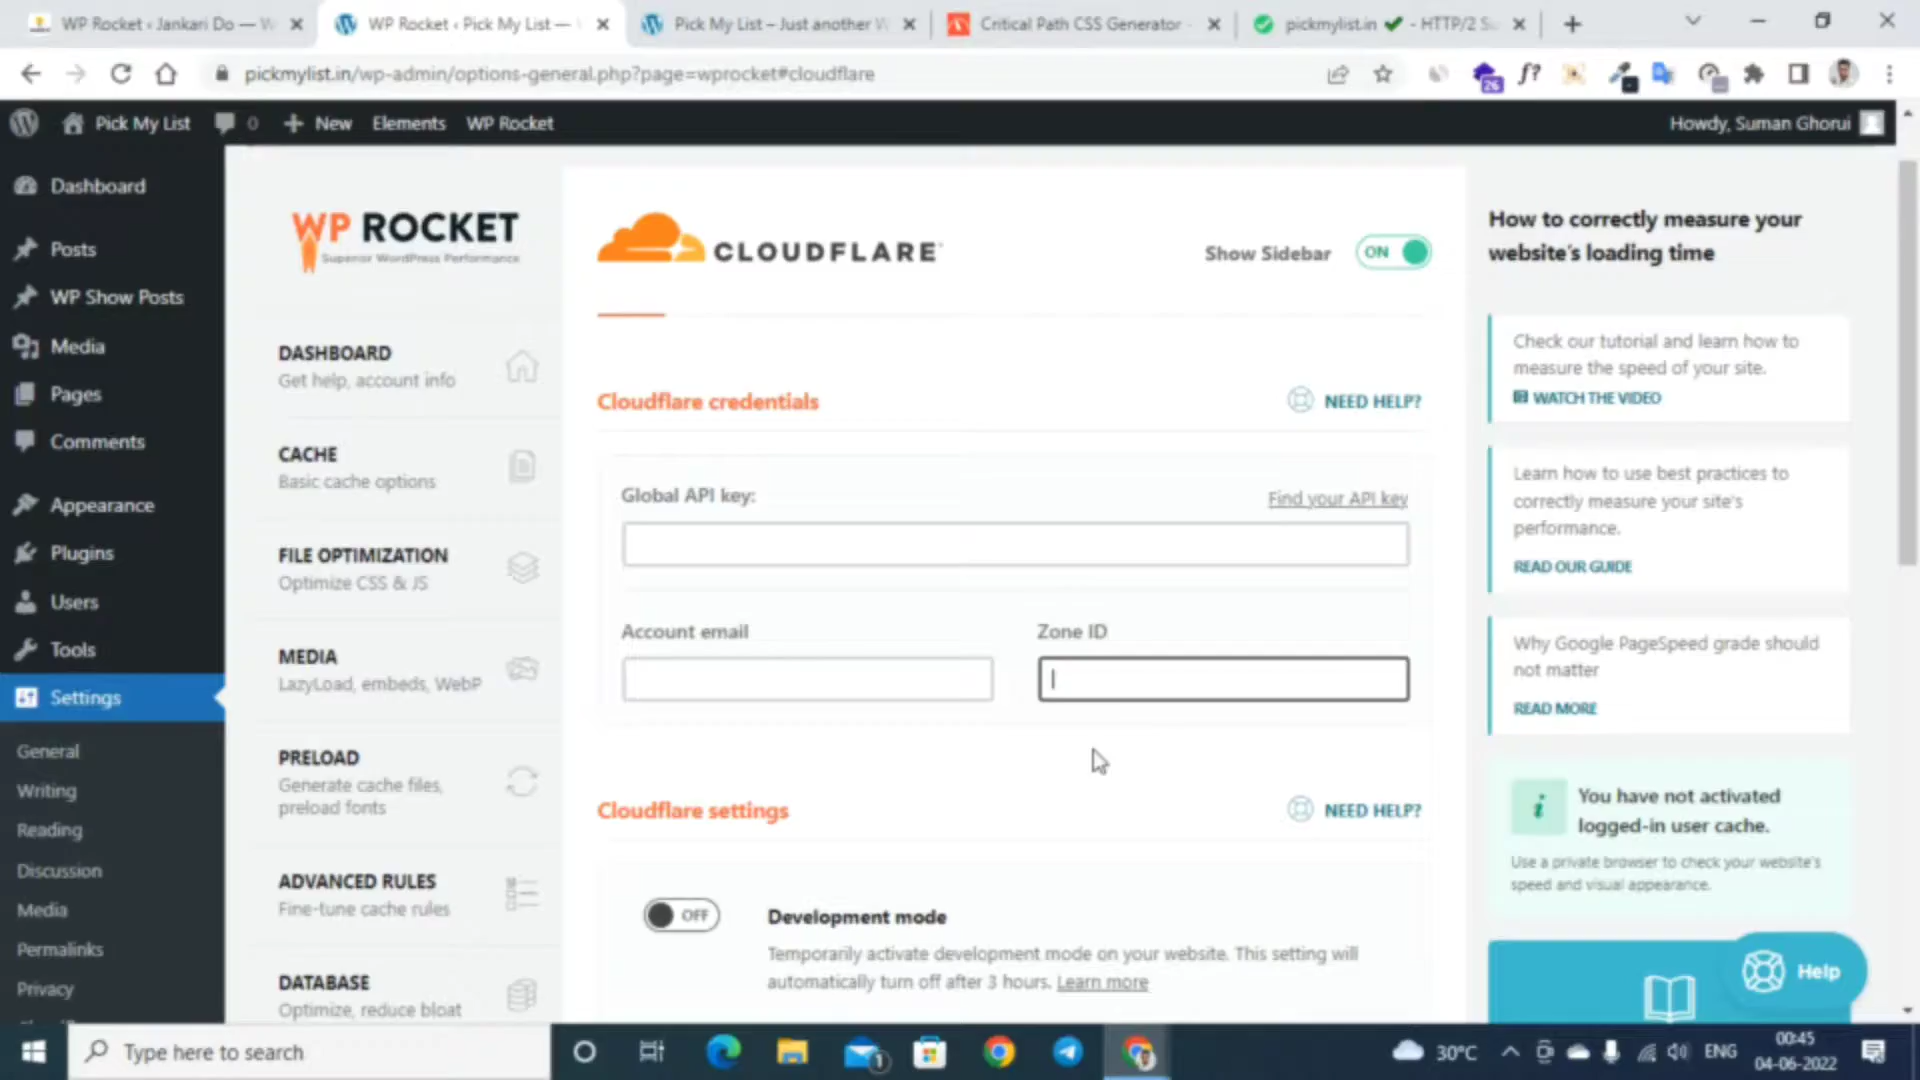 WP Rocket ‹ Jankari Do — W
WP Rocket ‹ Pick My List —
Pick My List – Just another W
Critical Path CSS Generator -
pickmylist.in ✔ - HTTP/2 Su
pickmylist.in/wp-admin/options-general.php?page=wprocket#cloudflare
26
f?
Pick My List
0
New
Elements
WP Rocket
Howdy, Suman Ghorui
Dashboard
Posts
WP Show Posts
Media
Pages
Comments
Appearance
Plugins
Users
Tools
Settings
General
Writing
Reading
Discussion
Media
Permalinks
Privacy
WP ROCKET
Superior WordPress Performance
DASHBOARD
Get help, account info
CACHE
Basic cache options
FILE OPTIMIZATION
Optimize CSS & JS
MEDIA
LazyLoad, embeds, WebP
PRELOAD
Generate cache files,
preload fonts
ADVANCED RULES
Fine-tune cache rules
DATABASE
Optimize, reduce bloat
CLOUDFLARE
Show Sidebar
ON
Cloudflare credentials
NEED HELP?
Global API key:
Find your API key
Account email
Zone ID
Cloudflare settings
NEED HELP?
OFF
Development mode
Temporarily activate development mode on your website. This setting will
automatically turn off after 3 hours. Learn more
How to correctly measure your
website's loading time
Check our tutorial and learn how to
measure the speed of your site.
WATCH THE VIDEO
Learn how to use best practices to
correctly measure your site's
performance.
READ OUR GUIDE
Why Google PageSpeed grade should
not matter
READ MORE
i
You have not activated
logged-in user cache.
Use a private browser to check your website's
speed and visual appearance.
Help
Type here to search
1
30°C
ENG
00:45
04-06-2022